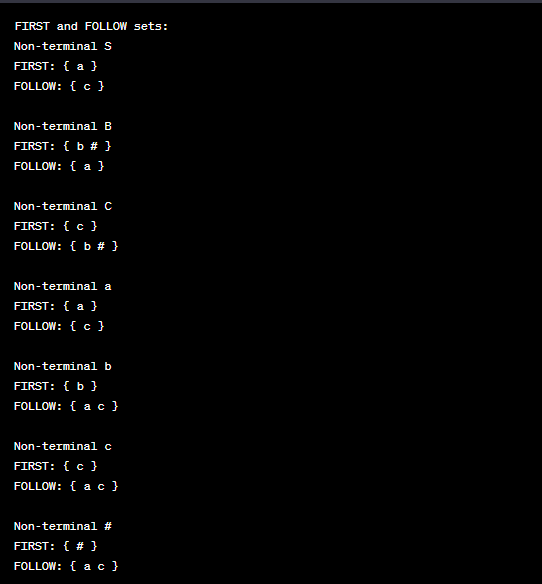 FIRST and FOLLOW sets:
Non-terminal S
FIRST: { a }
FOLLOW: { c }
Non-terminal B
FIRST: { b # }
FOLLOW: { a }
Non-terminal C
FIRST: { c }
FOLLOW: { b # }
Non-terminal a
FIRST: { a }
FOLLOW: { c }
Non-terminal b
FIRST: { b }
FOLLOW: { a c }
Non-terminal c
FIRST: { c }
FOLLOW: { a c }
Non-terminal #
FIRST: { # }
FOLLOW: { a c }